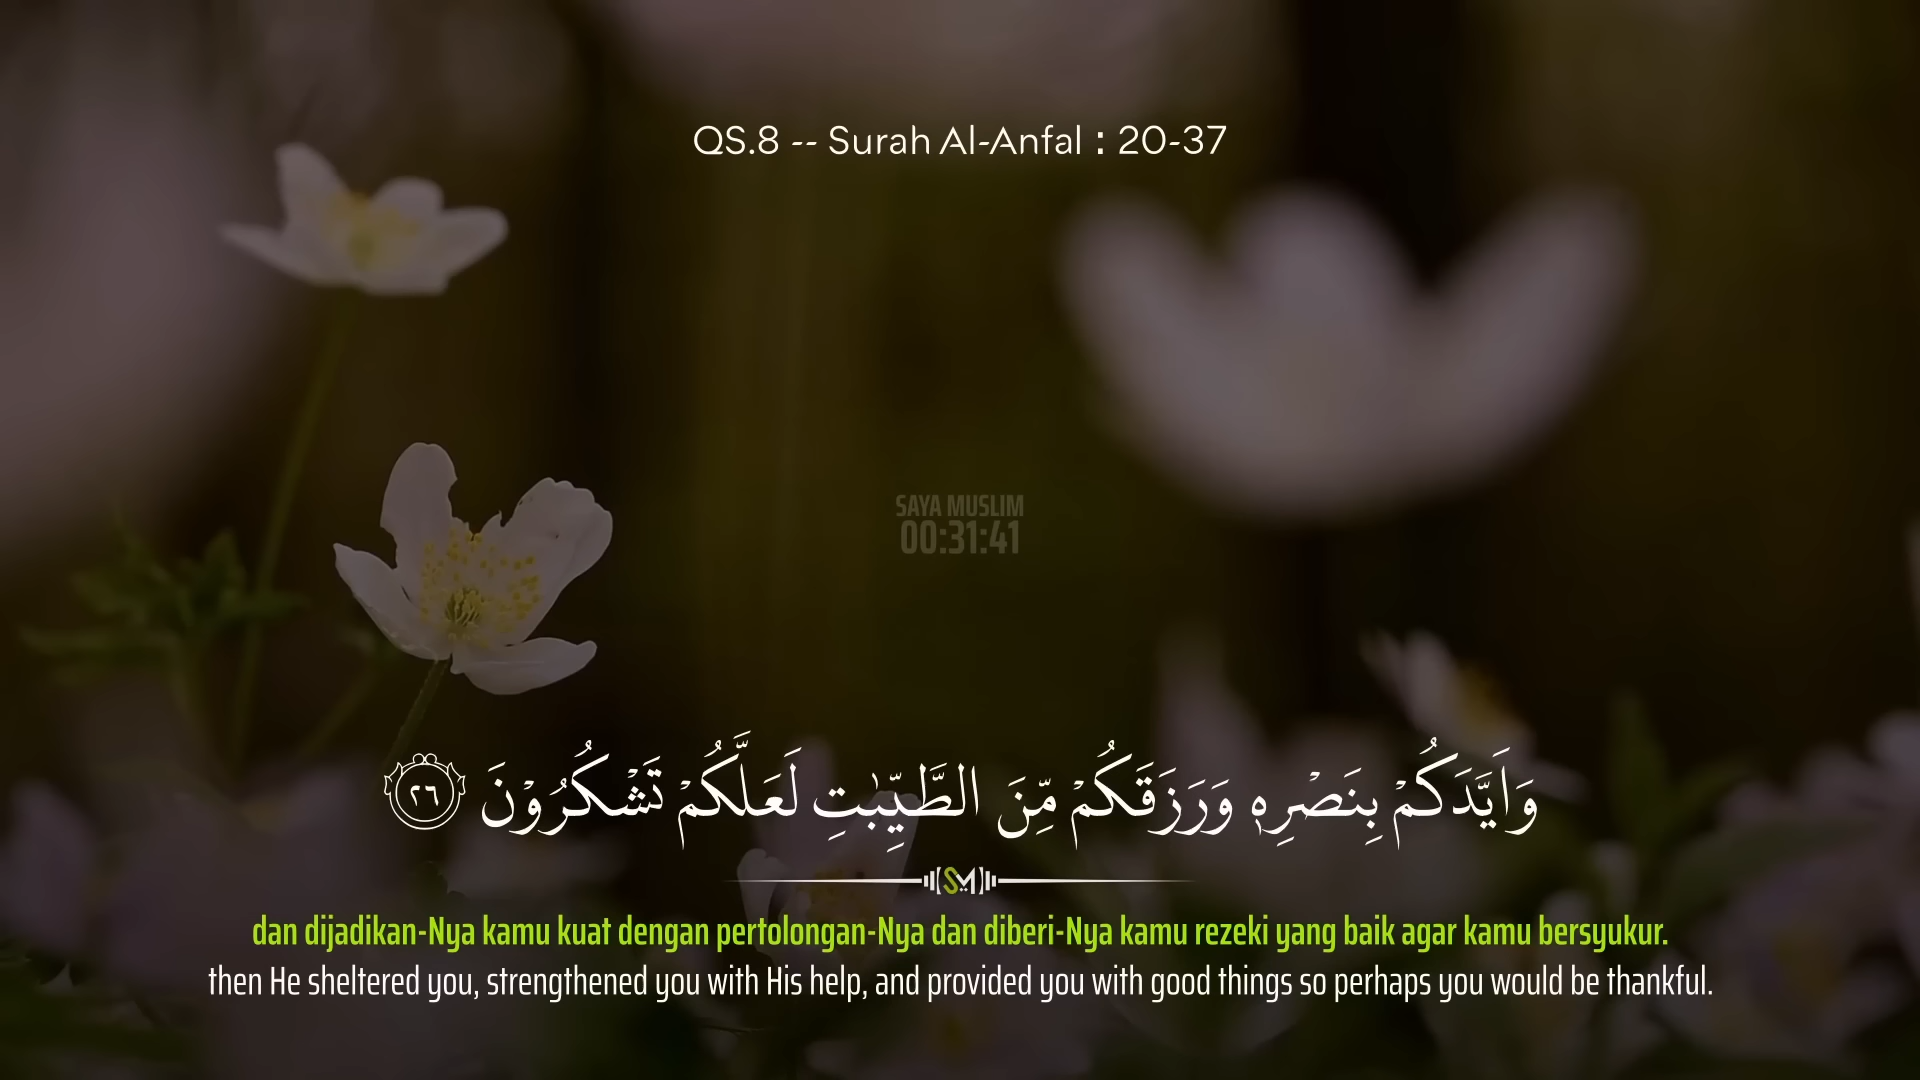 QS.8 -- Surah Al-Anfal : 20-37
SAYA MUSLIM
00:31:41
وَاَيَّدَكُمْ بِنَصْرِهٖ وَرَزَقَكُمْ مِّنَ الطَّيِّبٰتِ لَعَلَّكُمْ تَشْكُرُوْنَ ٢٦
SM
dan dijadikan-Nya kamu kuat dengan pertolongan-Nya dan diberi-Nya kamu rezeki yang baik agar kamu bersyukur.
then He sheltered you, strengthened you with His help, and provided you with good things so perhaps you would be thankful.